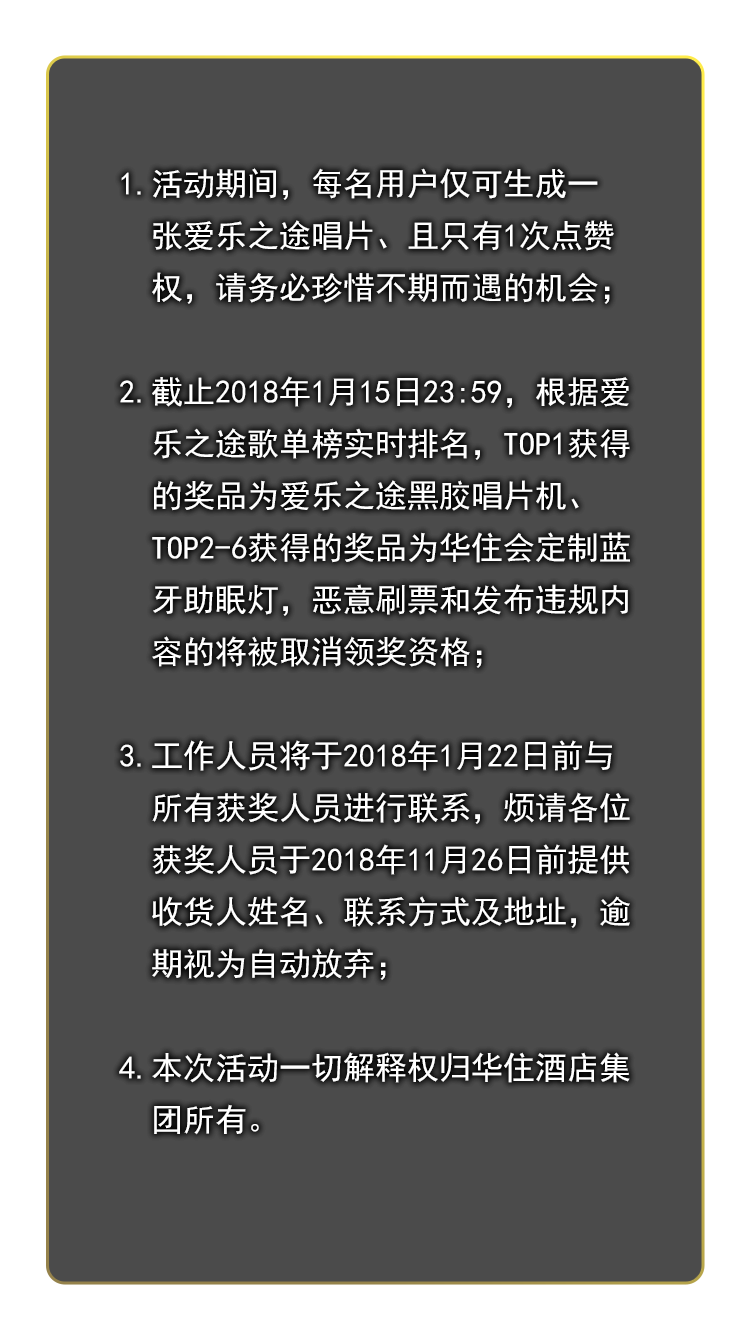 1.活动期间，每名用户仅可生成一
张爱乐之途唱片、且只有1次点赞
权，请务必珍惜不期而遇的机会；
2.截止2018年1月15日23:59，根据爱
乐之途歌单榜实时排名，TOP1获得
的奖品为爱乐之途黑胶唱片机、
TOP2-6获得的奖品为华住会定制蓝
牙助眠灯，恶意刷票和发布违规内
容的将被取消领奖资格；
3.工作人员将于2018年1月22日前与
所有获奖人员进行联系，烦请各位
获奖人员于2018年11月26日前提供
收货人姓名、联系方式及地址，逾
期视为自动放弃；
4.本次活动一切解释权归华住酒店集
团所有。